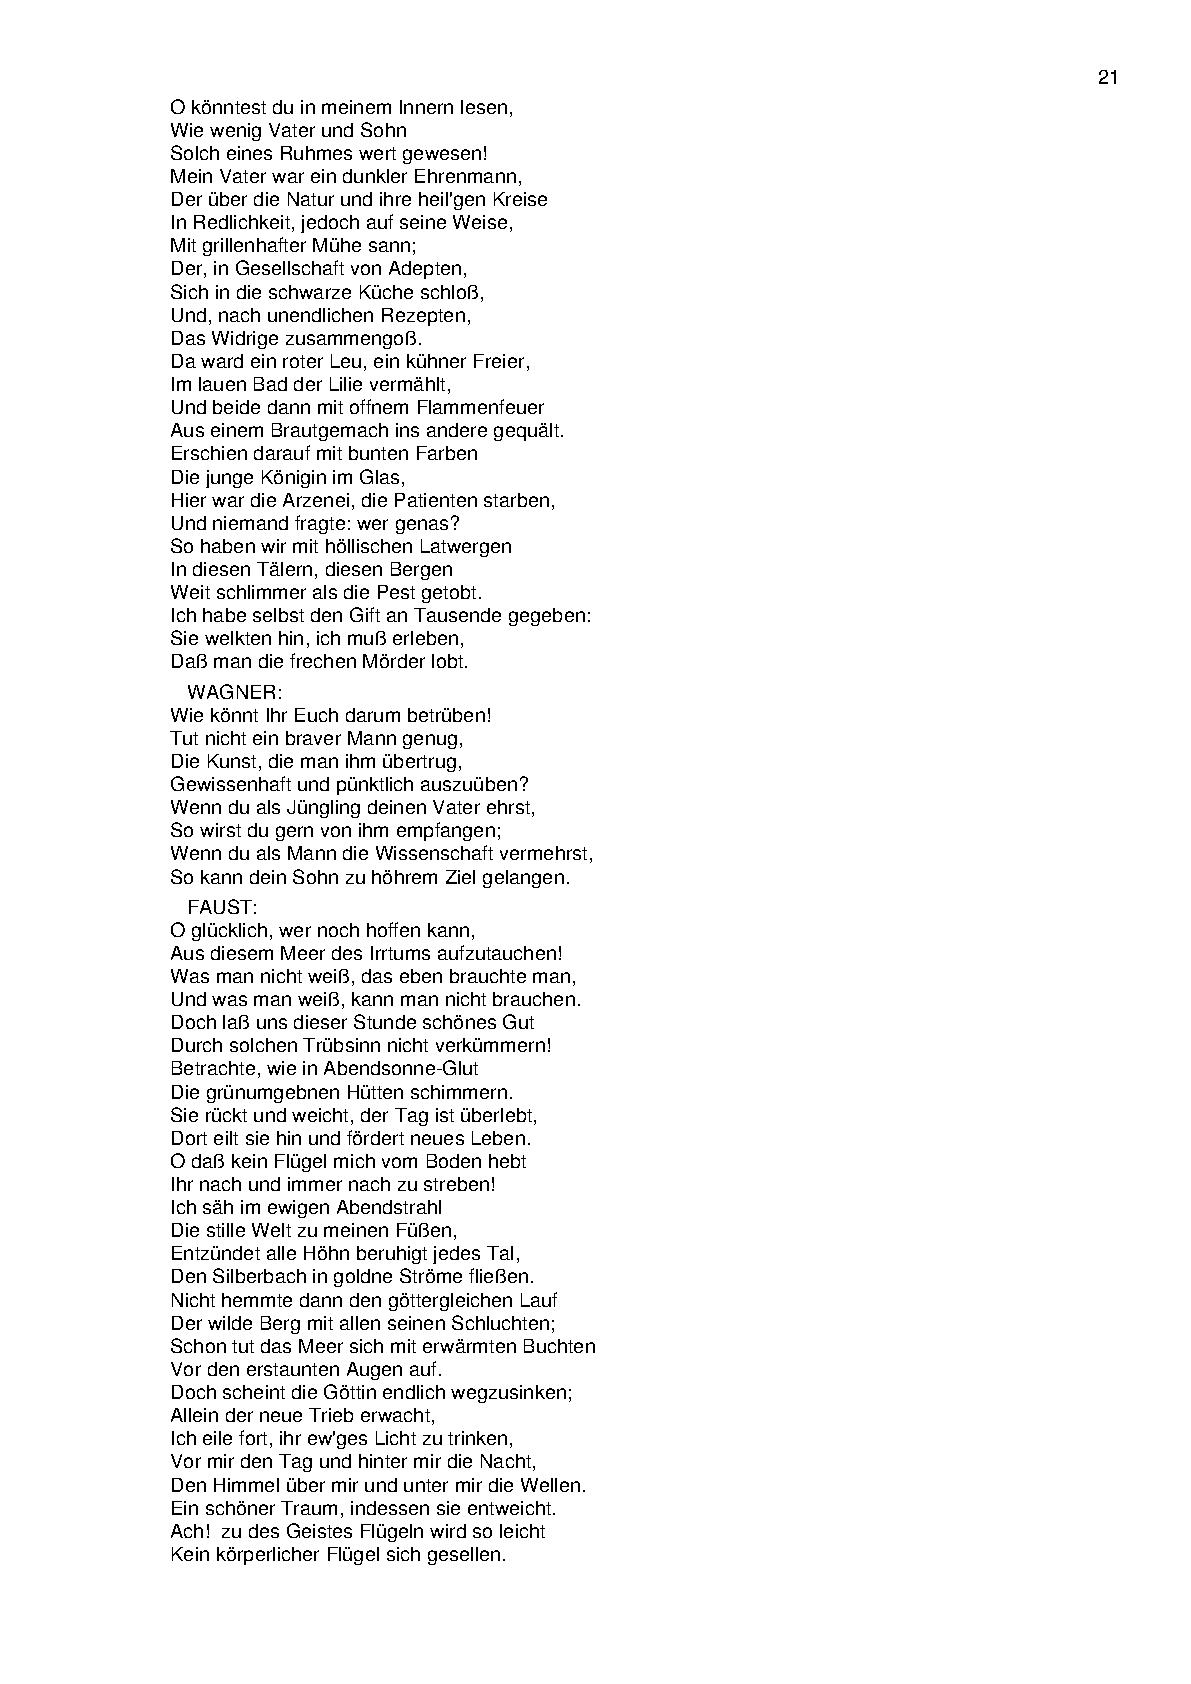 21
O könntest du in meinem Innern lesen,
Wie wenig Vater und Sohn
Solch eines Ruhmes wert gewesen!
Mein Vater war ein dunkler Ehrenmann,
Der über die Natur und ihre heil'gen Kreise
In Redlichkeit, jedoch auf seine Weise,
Mit grillenhafter Mühe sann;
Der, in Gesellschaft von Adepten,
Sich in die schwarze Küche schloß,
Und, nach unendlichen Rezepten,
Das Widrige zusammengoß.
Da ward ein roter Leu, ein kühner Freier,
Im lauen Bad der Lilie vermählt,
Und beide dann mit offnem Flammenfeuer
Aus einem Brautgemach ins andere gequält.
Erschien darauf mit bunten Farben
Die junge Königin im Glas,
Hier war die Arzenei, die Patienten starben,
Und niemand fragte: wer genas?
So haben wir mit höllischen Latwergen
In diesen Tälern, diesen Bergen
Weit schlimmer als die Pest getobt.
Ich habe selbst den Gift an Tausende gegeben:
Sie welkten hin, ich muß erleben,
Daß man die frechen Mörder lobt.
WAGNER:
Wie könnt Ihr Euch darum betrüben!
Tut nicht ein braver Mann genug,
Die Kunst, die man ihm übertrug,
Gewissenhaft und pünktlich auszuüben?
Wenn du als Jüngling deinen Vater ehrst,
So wirst du gern von ihm empfangen;
Wenn du als Mann die Wissenschaft vermehrst,
So kann dein Sohn zu höhrem Ziel gelangen.
FAUST:
O glücklich, wer noch hoffen kann,
Aus diesem Meer des Irrtums aufzutauchen!
Was man nicht weiß, das eben brauchte man,
Und was man weiß, kann man nicht brauchen.
Doch laß uns dieser Stunde schönes Gut
Durch solchen Trübsinn nicht verkümmern!
Betrachte, wie in Abendsonne-Glut
Die grünumgebnen Hütten schimmern.
Sie rückt und weicht, der Tag ist überlebt,
Dort eilt sie hin und fördert neues Leben.
O daß kein Flügel mich vom Boden hebt
Ihr nach und immer nach zu streben!
Ich säh im ewigen Abendstrahl
Die stille Welt zu meinen Füßen,
Entzündet alle Höhn beruhigt jedes Tal,
Den Silberbach in goldne Ströme fließen.
Nicht hemmte dann den göttergleichen Lauf
Der wilde Berg mit allen seinen Schluchten;
Schon tut das Meer sich mit erwärmten Buchten
Vor den erstaunten Augen auf.
Doch scheint die Göttin endlich wegzusinken;
Allein der neue Trieb erwacht,
Ich eile fort, ihr ew'ges Licht zu trinken,
Vor mir den Tag und hinter mir die Nacht,
Den Himmel über mir und unter mir die Wellen.
Ein schöner Traum, indessen sie entweicht.
Ach!  zu des Geistes Flügeln wird so leicht
Kein körperlicher Flügel sich gesellen.